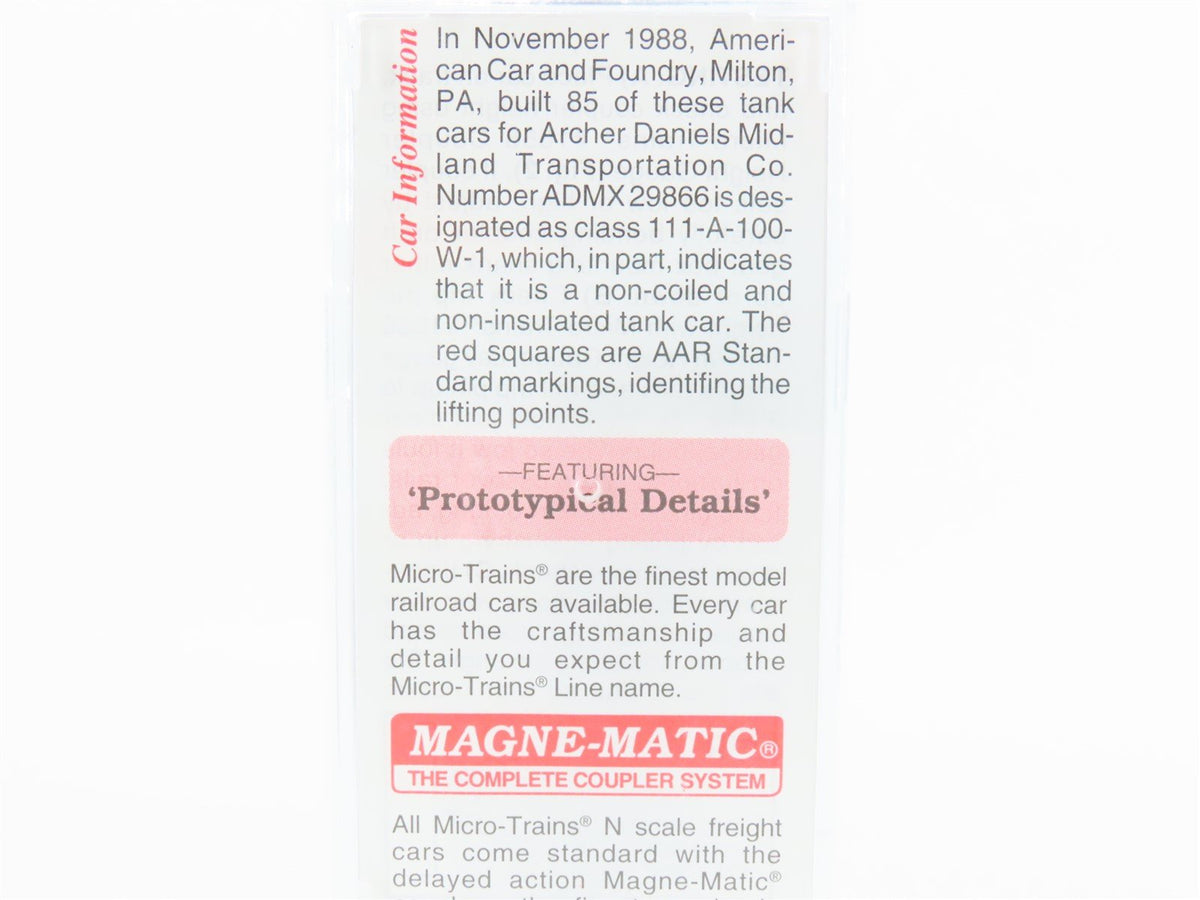 Car Information
In November 1988, Ameri-
can Car and Foundry, Milton,
PA, built 85 of these tank
cars for Archer Daniels Mid-
land Transportation Co.
Number ADMX 29866 is des-
ignated as class 111-A-100-
W-1, which, in part, indicates
that it is a non-coiled and
non-insulated tank car. The
red squares are AAR Stan-
dard markings, identifing the
lifting points.
—FEATURING—
‘Prototypical Details’
Micro-Trains® are the finest model
railroad cars available. Every car
has the craftsmanship and
detail you expect from the
Micro-Trains® Line name.
MAGNE-MATIC®
THE COMPLETE COUPLER SYSTEM
All Micro-Trains® N scale freight
cars come standard with the
delayed action Magne-Matic®